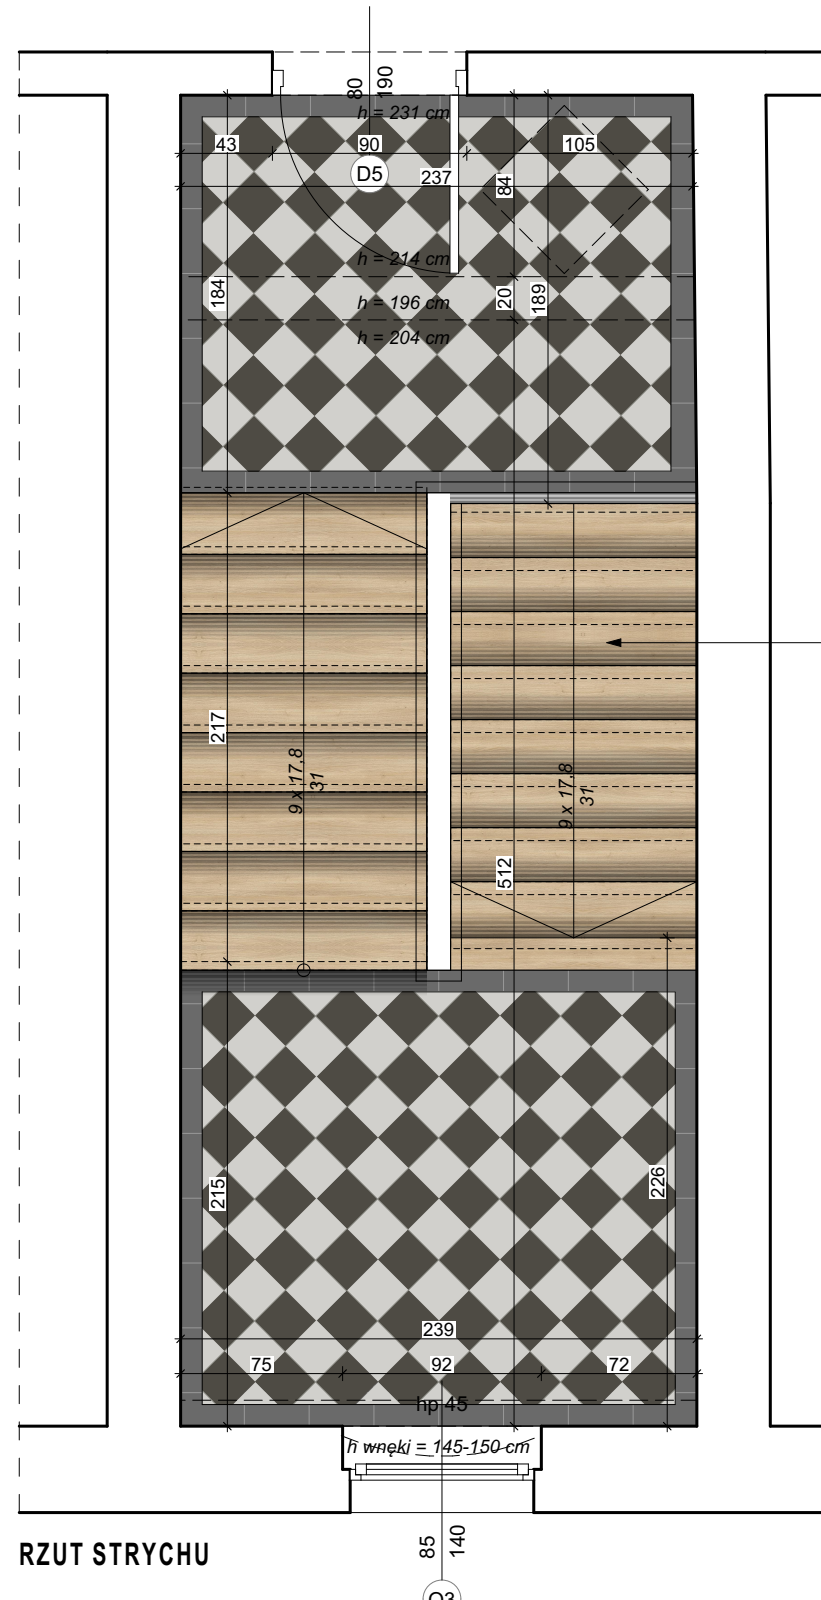 80
190
h = 231 cm
43
90
105
D5
237
84
h = 214 cm
184
h = 196 cm
20
189
h = 204 cm
217
9 x 17,8
31
9 x 17,8
31
512
215
226
239
75
92
72
hp 45
h wnęki = 145-150 cm
RZUT STRYCHU
85
140